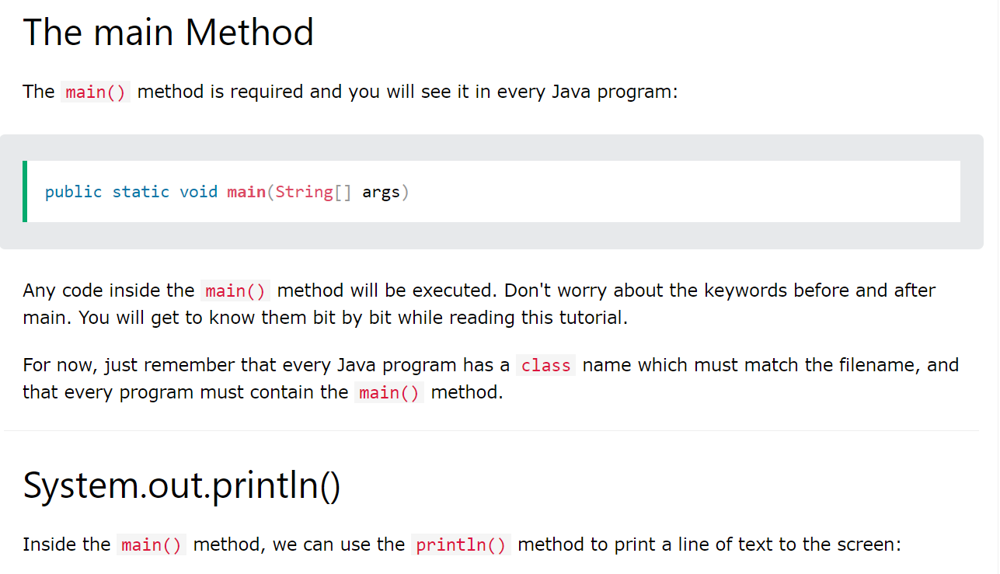 The main Method
The main() method is required and you will see it in every Java program:
public static void main(String[] args)
Any code inside the main() method will be executed. Don't worry about the keywords before and after
main. You will get to know them bit by bit while reading this tutorial.
For now, just remember that every Java program has a class name which must match the filename, and
that every program must contain the main() method.
System.out.println()
Inside the main() method, we can use the println() method to print a line of text to the screen: